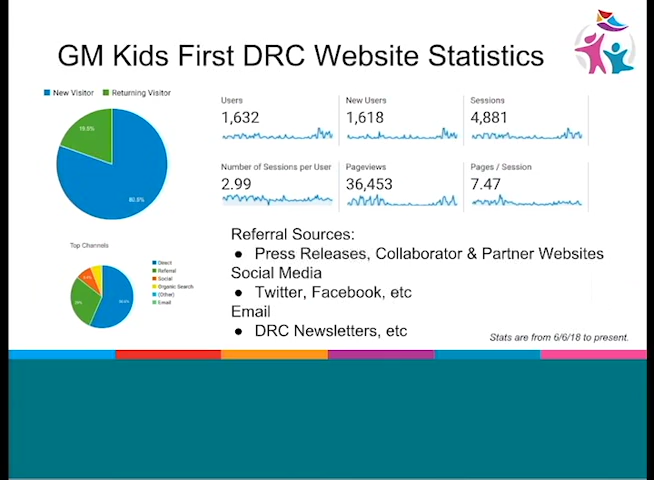 GM Kids First DRC Website Statistics
New Visitor Returning Visitor
80.5%
Users
1,632
New Users
1,618
Sessions
4,881
Number of Sessions per User
2.99
Pageviews
36,453
Pages / Session
7.47
Top Channels
Direct
Referral
Social
Organic Search
(Other)
Email
Referral Sources:
● Press Releases, Collaborator & Partner Websites
Social Media
● Twitter, Facebook, etc
Email
● DRC Newsletters, etc
Stats are from 6/6/18 to present.